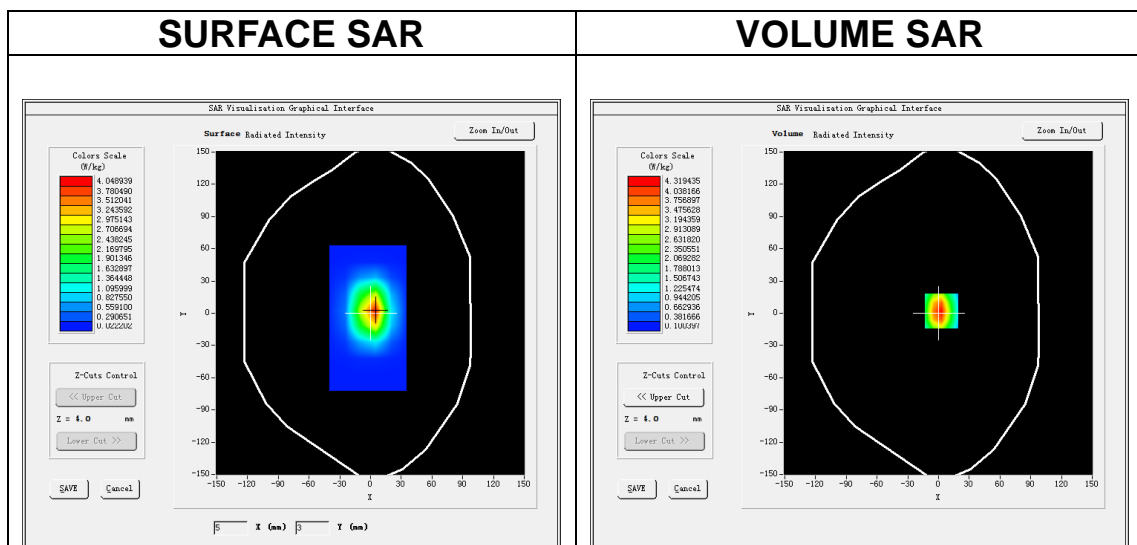 SURFACE SAR
SAR Visualisation Graphical Interface
Surface Radiated Intensity
Zoom In/Out
Colors Scale
(W/kg)
4.048939
3.780490
3.512041
3.243592
2.975143
2.706694
2.438245
2.169795
1.901346
1.632897
1.364448
1.095999
0.827550
0.559100
0.290651
0.022202
150
120
90
60
30
0
-30
-60
-90
-120
-150
Y
-150 -120 -90 -60 -30 0 30 60 90 120 150
X
Z-Cuts Control
<< Upper Cut
Z = 4.0 mm
Lower Cut >>
SAVE Cancel
5 X (mm) 3 Y (mm)
VOLUME SAR
SAR Visualisation Graphical Interface
Volume Radiated Intensity
Zoom In/Out
Colors Scale
(W/kg)
4.319435
4.038166
3.756897
3.475628
3.194359
2.913089
2.631820
2.350551
2.069282
1.788013
1.506743
1.225474
0.944205
0.662936
0.381666
0.100397
150
120
90
60
30
0
-30
-60
-90
-120
-150
Y
-150 -120 -90 -60 -30 0 30 60 90 120 150
X
Z-Cuts Control
<< Upper Cut
Z = 4.0 mm
Lower Cut >>
SAVE Cancel